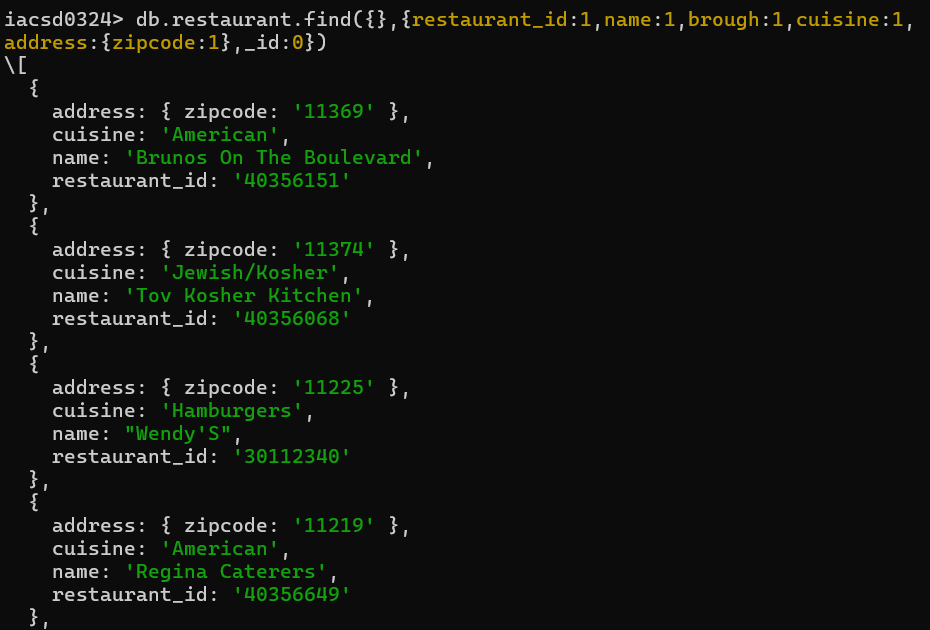 iacsd0324> db.restaurant.find({},{restaurant_id:1,name:1,brough:1,cuisine:1,
address:{zipcode:1},_id:0})
\[
  {
    address: { zipcode: '11369' },
    cuisine: 'American',
    name: 'Brunos On The Boulevard',
    restaurant_id: '40356151'
  },
  {
    address: { zipcode: '11374' },
    cuisine: 'Jewish/Kosher',
    name: 'Tov Kosher Kitchen',
    restaurant_id: '40356068'
  },
  {
    address: { zipcode: '11225' },
    cuisine: 'Hamburgers',
    name: "Wendy'S",
    restaurant_id: '30112340'
  },
  {
    address: { zipcode: '11219' },
    cuisine: 'American',
    name: 'Regina Caterers',
    restaurant_id: '40356649'
  },